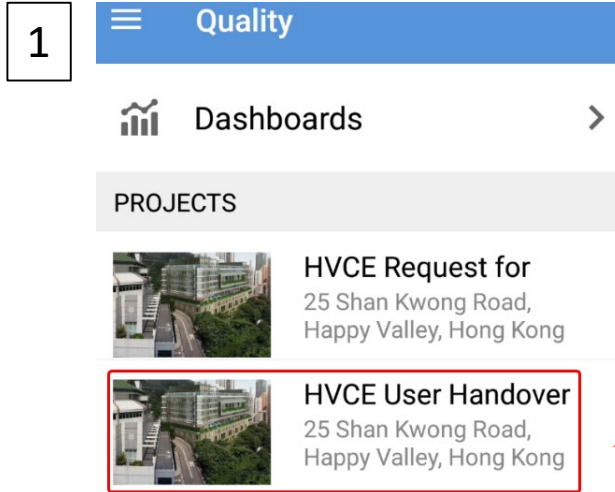 1
Quality
Dashboards
PROJECTS
HVCE Request for
25 Shan Kwong Road,
Happy Valley, Hong Kong
HVCE User Handover
25 Shan Kwong Road,
Happy Valley, Hong Kong